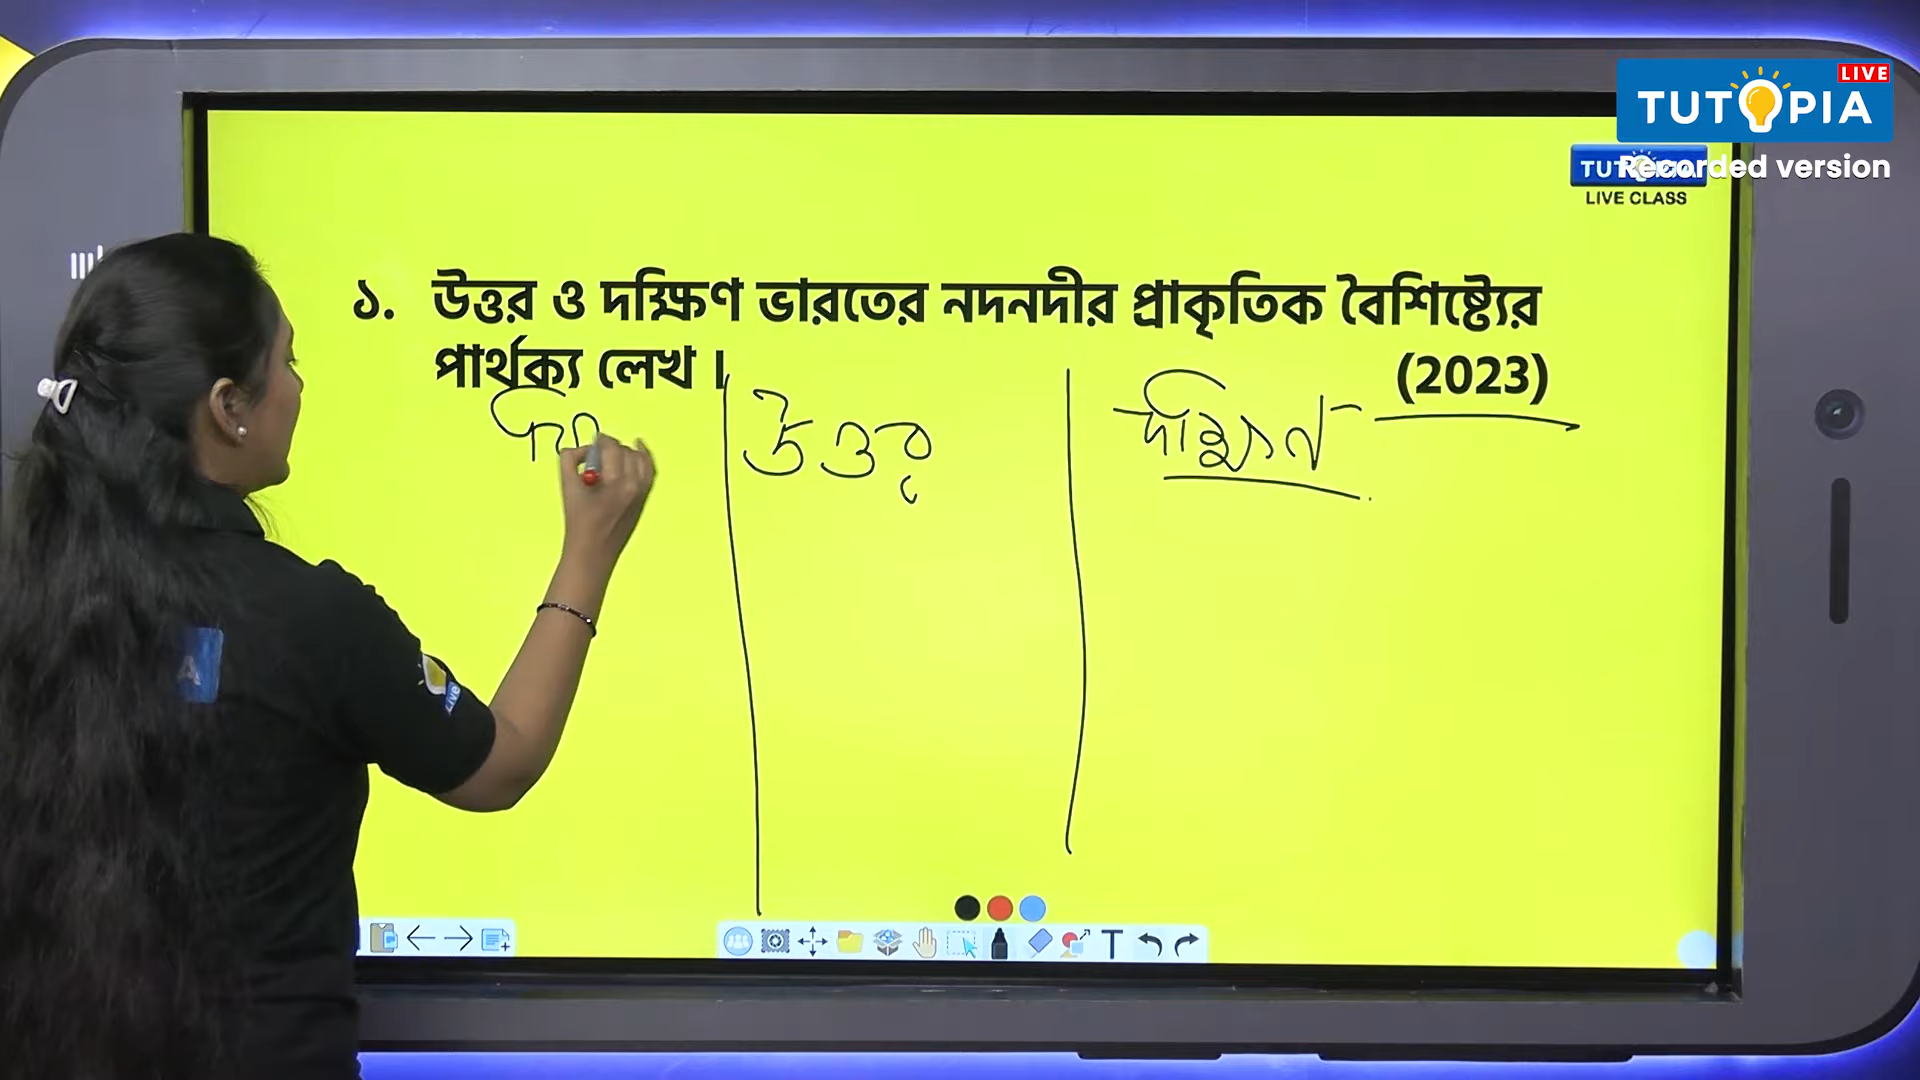 LIVE
TUTOPIA
Recorded version
LIVE CLASS
১. উত্তর ও দক্ষিণ ভারতের নদনদীর প্রাকৃতিক বৈশিষ্ট্যের
পার্থক্য লেখ। (2023)
উত্তর দক্ষিণ